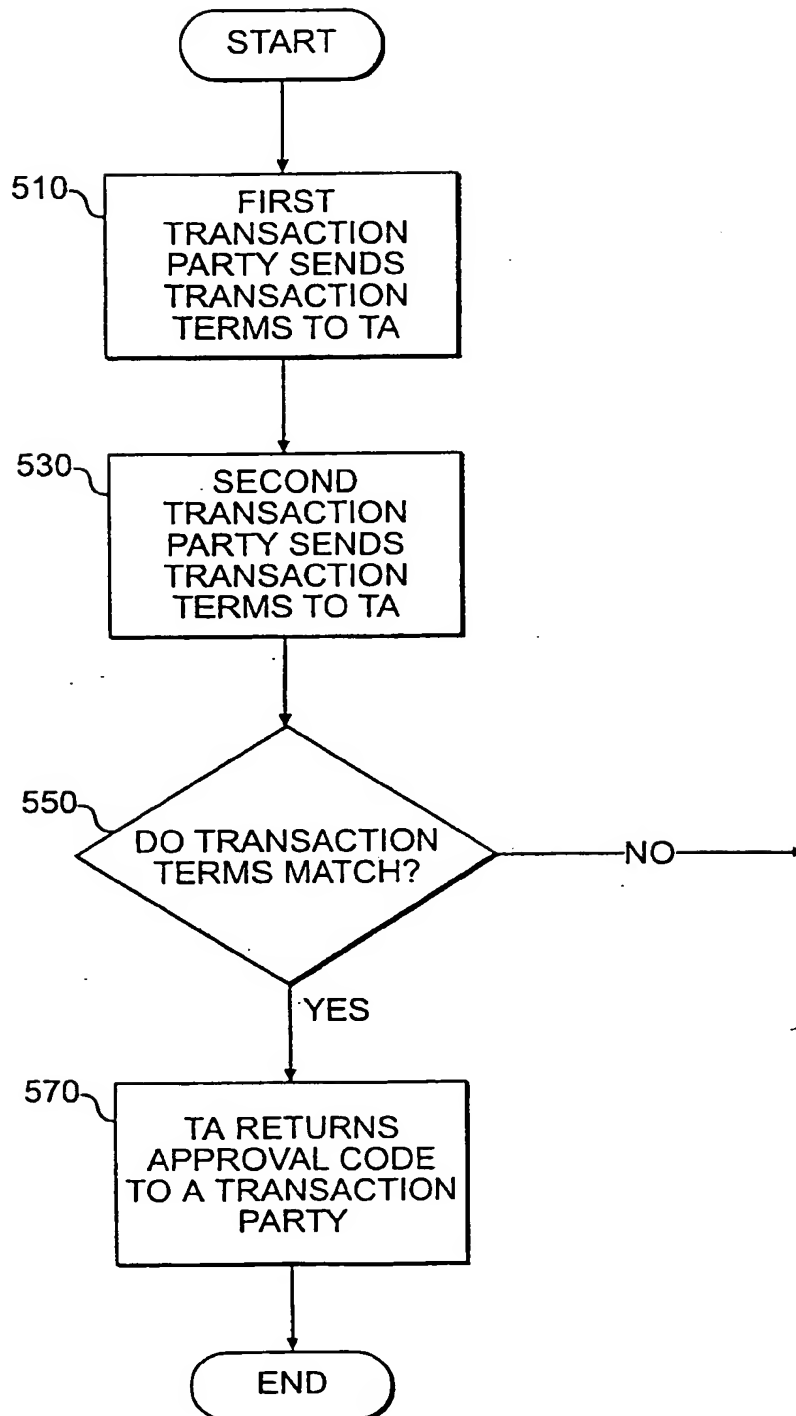 START
510
FIRST
TRANSACTION
PARTY SENDS
TRANSACTION
TERMS TO TA
530
SECOND
TRANSACTION
PARTY SENDS
TRANSACTION
TERMS TO TA
550
DO TRANSACTION
TERMS MATCH?
NO
YES
570
TA RETURNS
APPROVAL CODE
TO A TRANSACTION
PARTY
END